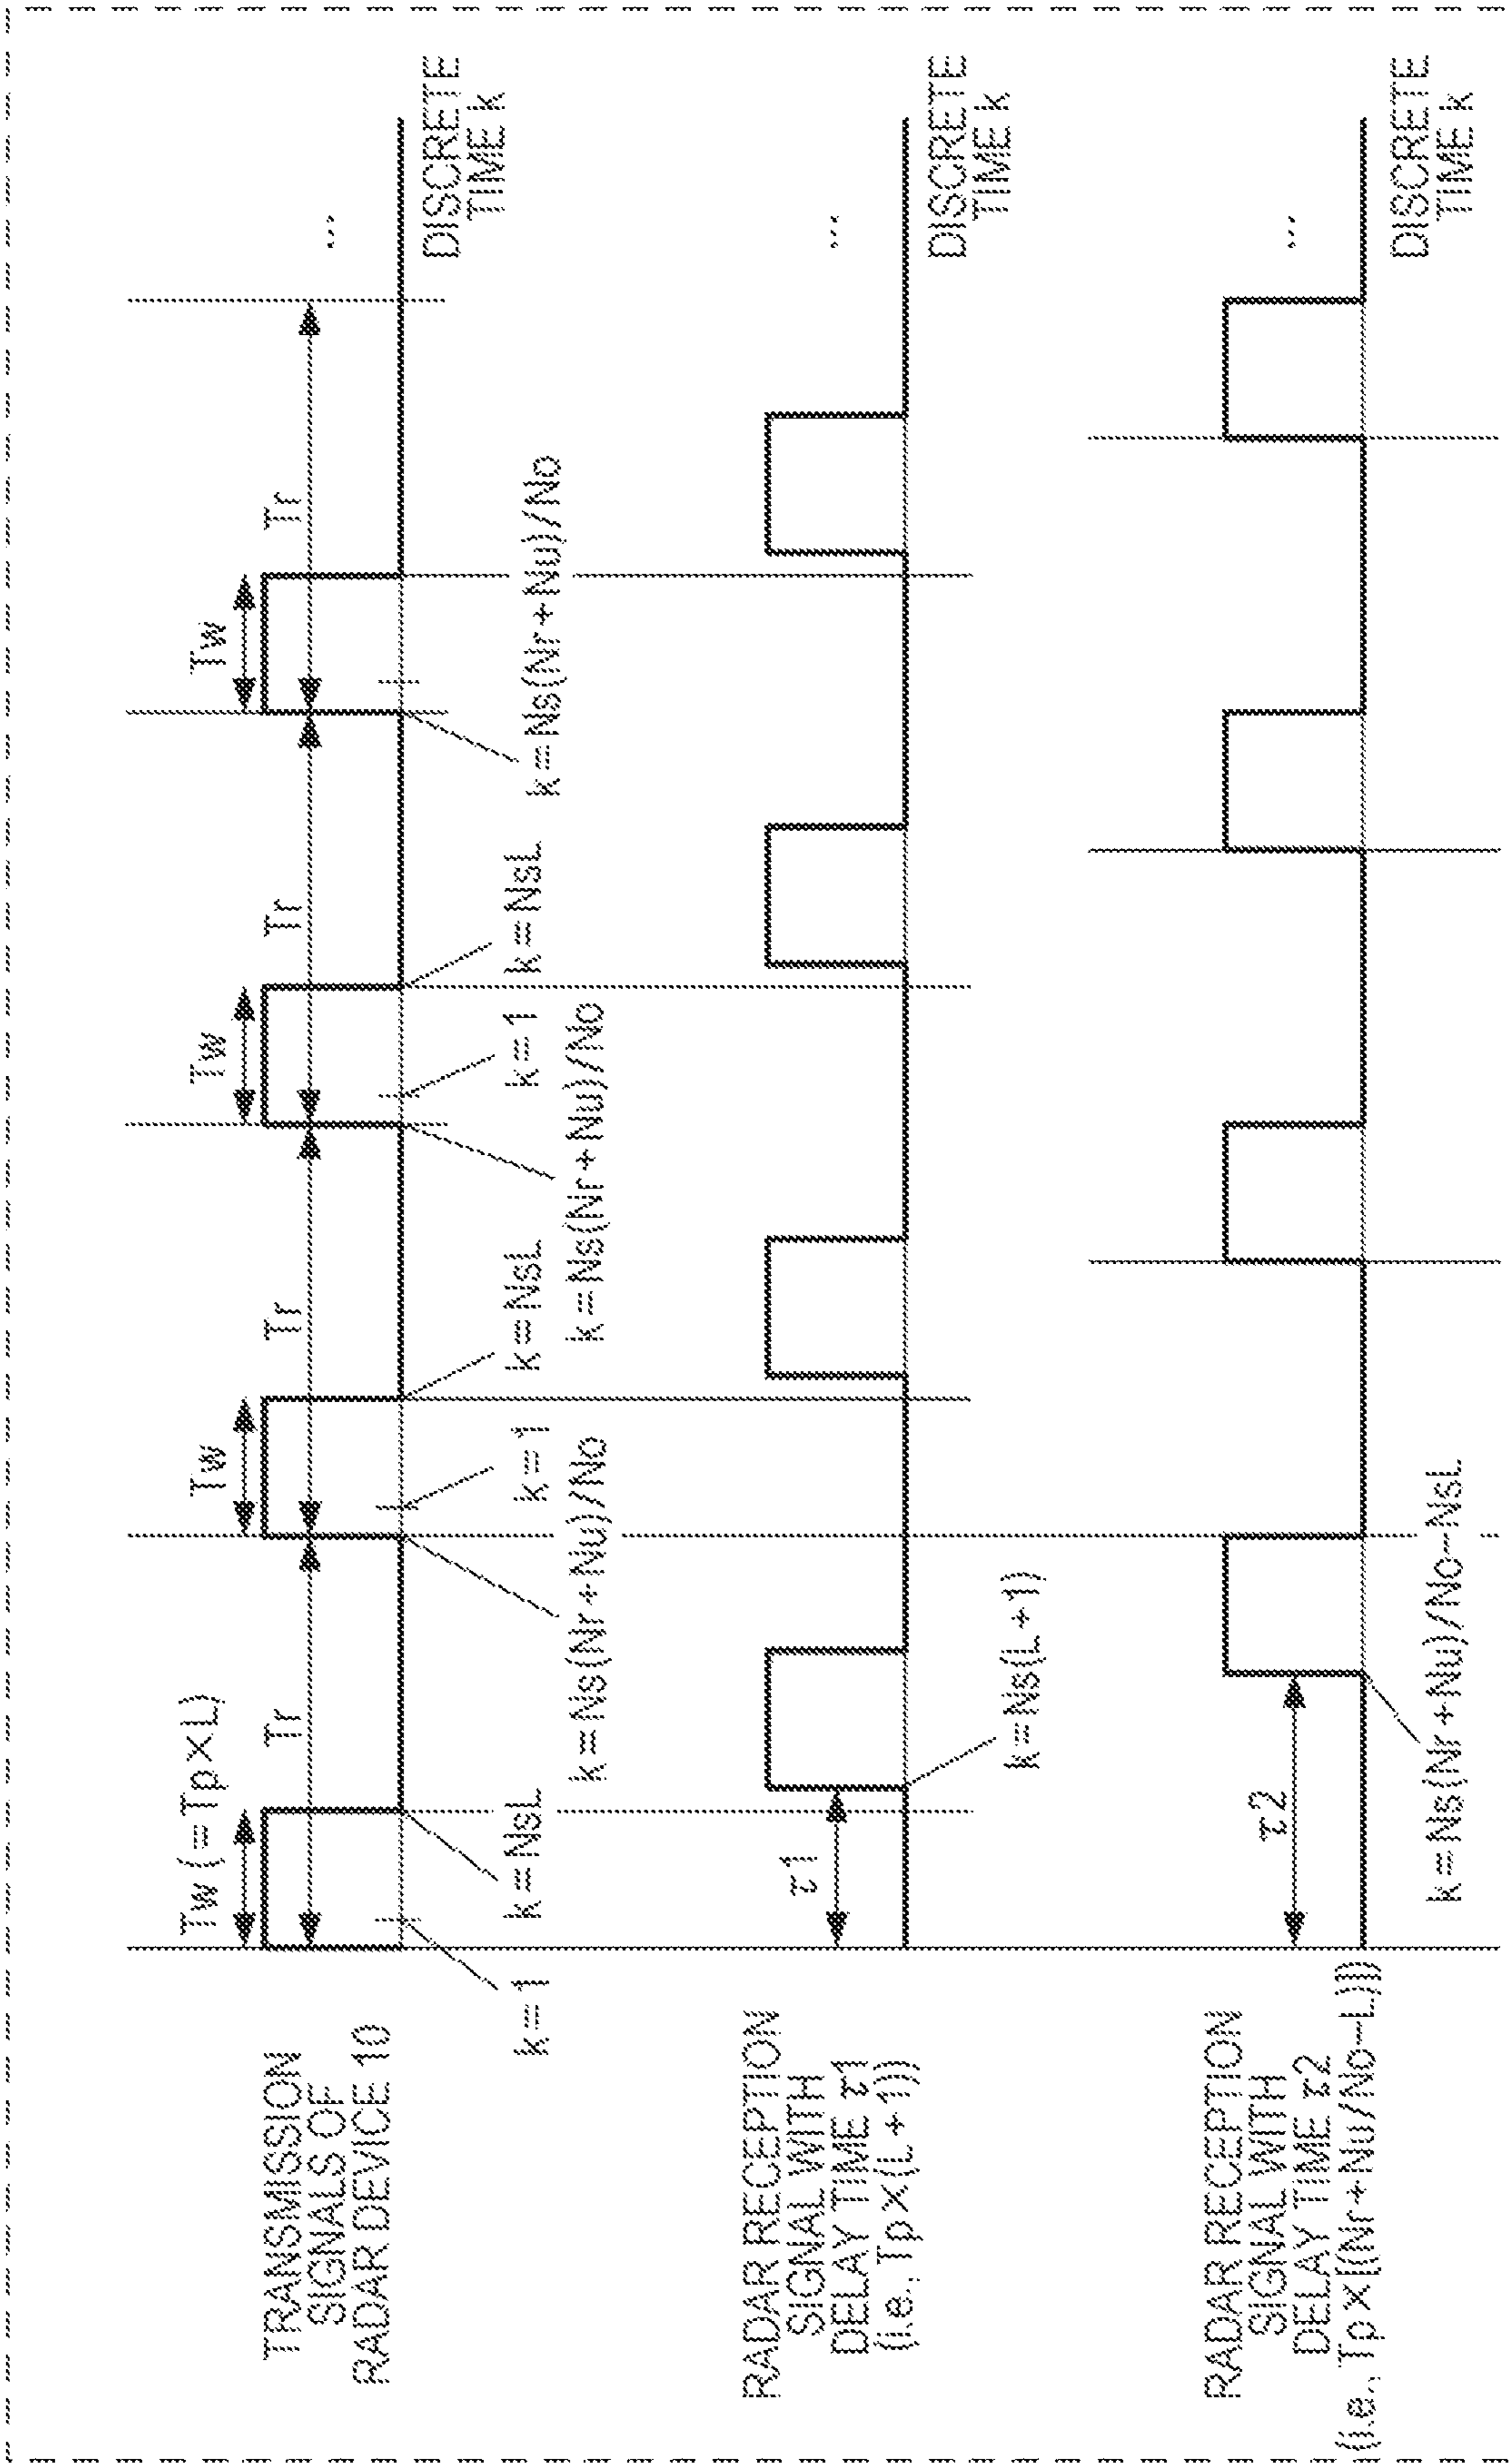 TRANSMISSION
SIGNALS OF
RADAR DEVICE 10
Tw (=Tp×L)
Tw
Tw
Tw
Tr
Tr
Tr
Tr
...
k=1
k=NsL
k=Ns(Nr+Nu)/No
k=1
k=NsL
k=Ns(Nr+Nu)/No
k=1
k=NsL
k=Ns(Nr+Nu)/No
DISCRETE
TIME k
RADAR RECEPTION
SIGNAL WITH
DELAY TIME τ1
(i.e., Tp×(L+1))
τ1
k=Ns(L+1)
...
DISCRETE
TIME k
RADAR RECEPTION
SIGNAL WITH
DELAY TIME τ2
(i.e., Tp×[(Nr+Nu/No-L)])
τ2
k=Ns(Nr+Nu)/No-NsL
...
DISCRETE
TIME k